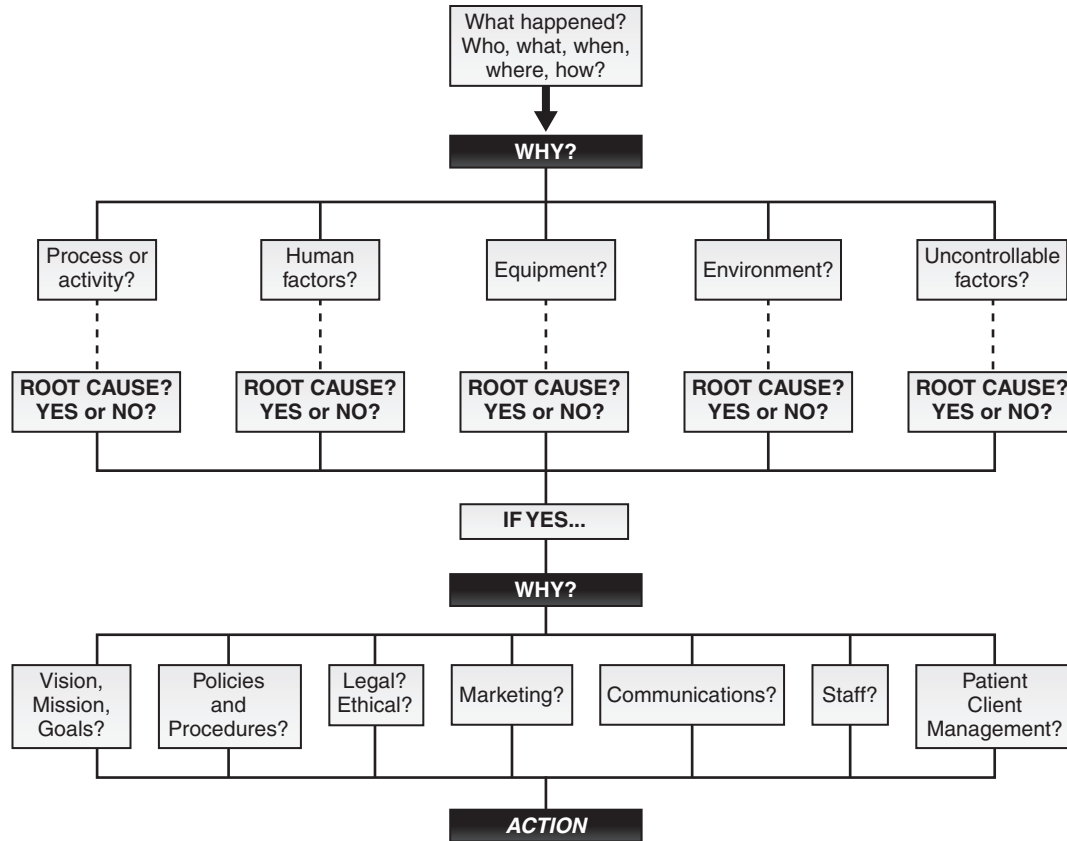 What happened?
Who, what, when,
where, how?
WHY?
Process or
activity?
Human
factors?
Equipment?
Environment?
Uncontrollable
factors?
ROOT CAUSE?
YES or NO?
ROOT CAUSE?
YES or NO?
ROOT CAUSE?
YES or NO?
ROOT CAUSE?
YES or NO?
ROOT CAUSE?
YES or NO?
IF YES...
WHY?
Vision,
Mission,
Goals?
Policies
and
Procedures?
Legal?
Ethical?
Marketing?
Communications?
Staff?
Patient
Client
Management?
ACTION